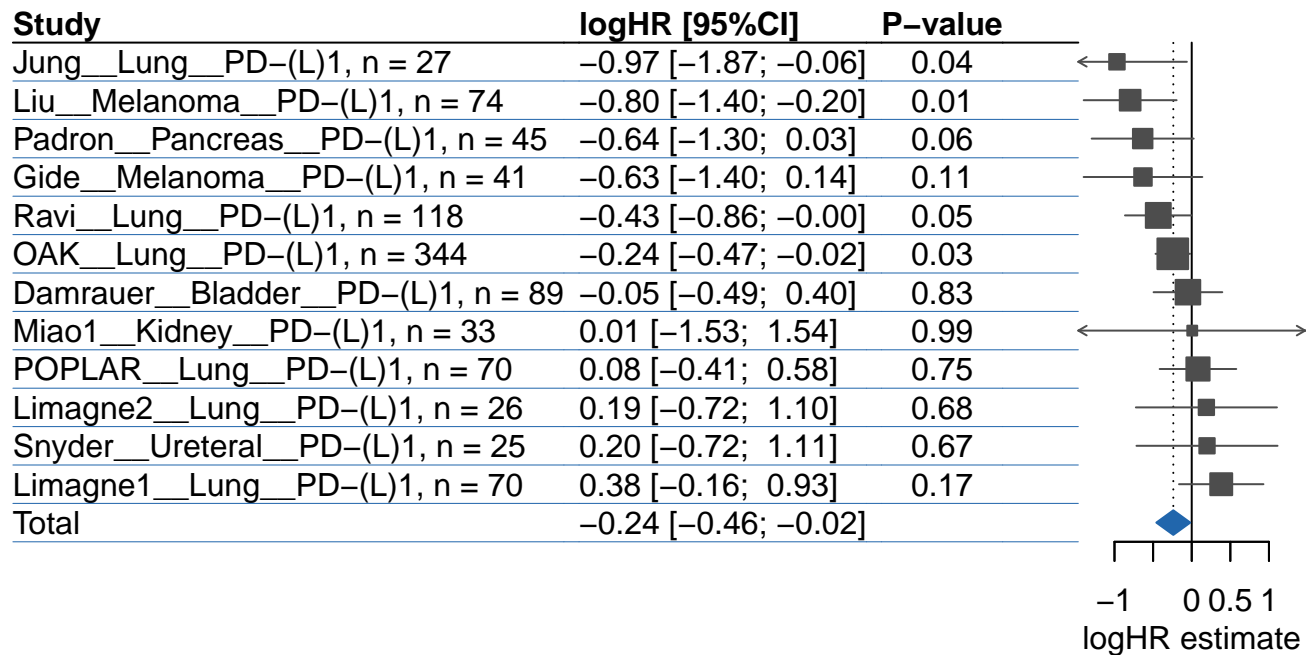 Study logHR [95%CI] P−value
Jung__Lung__PD−(L)1, n = 27 −0.97 [−1.87; −0.06] 0.04
Liu__Melanoma__PD−(L)1, n = 74 −0.80 [−1.40; −0.20] 0.01
Padron__Pancreas__PD−(L)1, n = 45 −0.64 [−1.30; 0.03] 0.06
Gide__Melanoma__PD−(L)1, n = 41 −0.63 [−1.40; 0.14] 0.11
Ravi__Lung__PD−(L)1, n = 118 −0.43 [−0.86; −0.00] 0.05
OAK__Lung__PD−(L)1, n = 344 −0.24 [−0.47; −0.02] 0.03
Damrauer__Bladder__PD−(L)1, n = 89 −0.05 [−0.49; 0.40] 0.83
Miao1__Kidney__PD−(L)1, n = 33 0.01 [−1.53; 1.54] 0.99
POPLAR__Lung__PD−(L)1, n = 70 0.08 [−0.41; 0.58] 0.75
Limagne2__Lung__PD−(L)1, n = 26 0.19 [−0.72; 1.10] 0.68
Snyder__Ureteral__PD−(L)1, n = 25 0.20 [−0.72; 1.11] 0.67
Limagne1__Lung__PD−(L)1, n = 70 0.38 [−0.16; 0.93] 0.17
Total −0.24 [−0.46; −0.02]
−1 0 0.5 1
logHR estimate